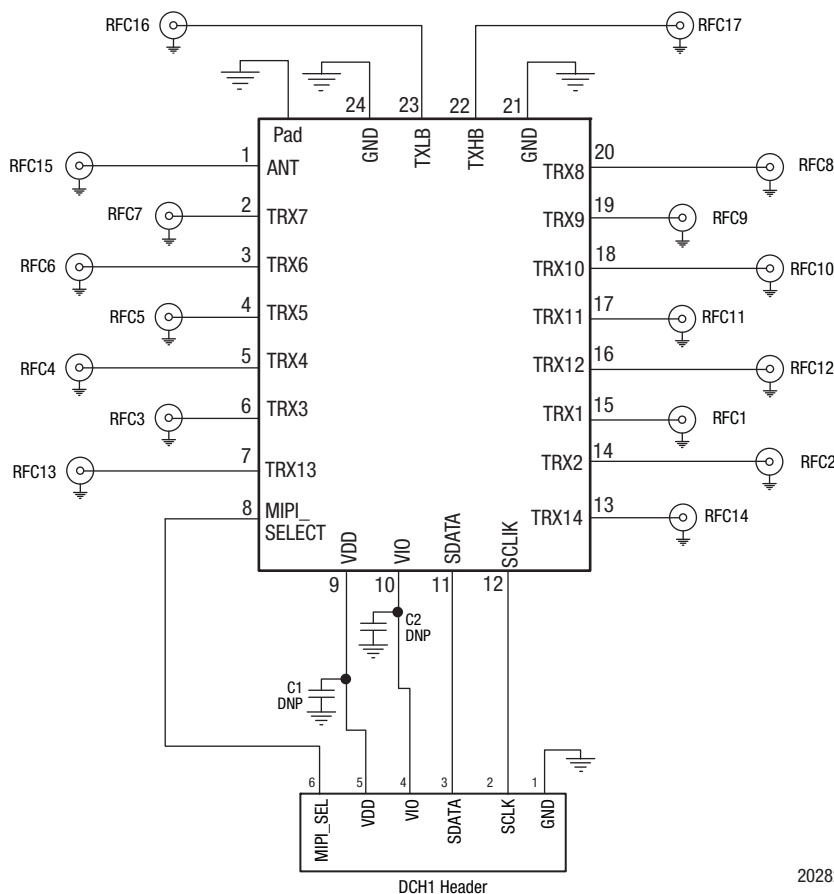 RFC16
RFC17
24
23
22
21
Pad
GND
TXLB
TXHB
GND
RFC15
1
ANT
TRX8
20
RFC8
RFC7
2
TRX7
TRX9
19
RFC9
RFC6
3
TRX6
TRX10
18
RFC10
RFC5
4
TRX5
TRX11
17
RFC11
RFC4
5
TRX4
TRX12
16
RFC12
RFC3
6
TRX3
TRX1
15
RFC1
RFC13
7
TRX13
TRX2
14
RFC2
8
MIPI_
SELECT
TRX14
13
RFC14
VDD
VIO
SDATA
SCLIK
9
10
11
12
C2
DNP
C1
DNP
6
5
4
3
2
1
MIPI_SEL
VDD
VIO
SDATA
SCLK
GND
DCH1 Header
2028